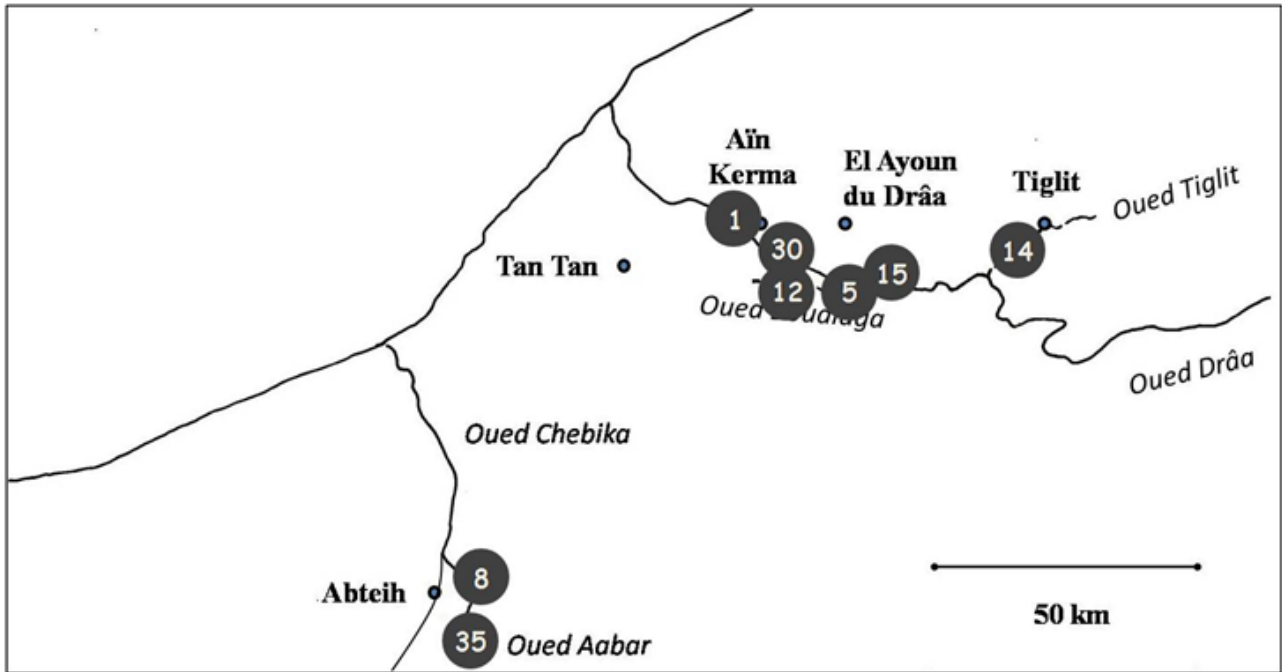 Aïn
Kerma
El Ayoun
du Drâa
Tiglit
Oued Tiglit
1
30
15
14
Tan Tan
12
5
Oued
Oued Drâa
Oued Chebika
8
Abteih
50 km
35
Oued Aabar